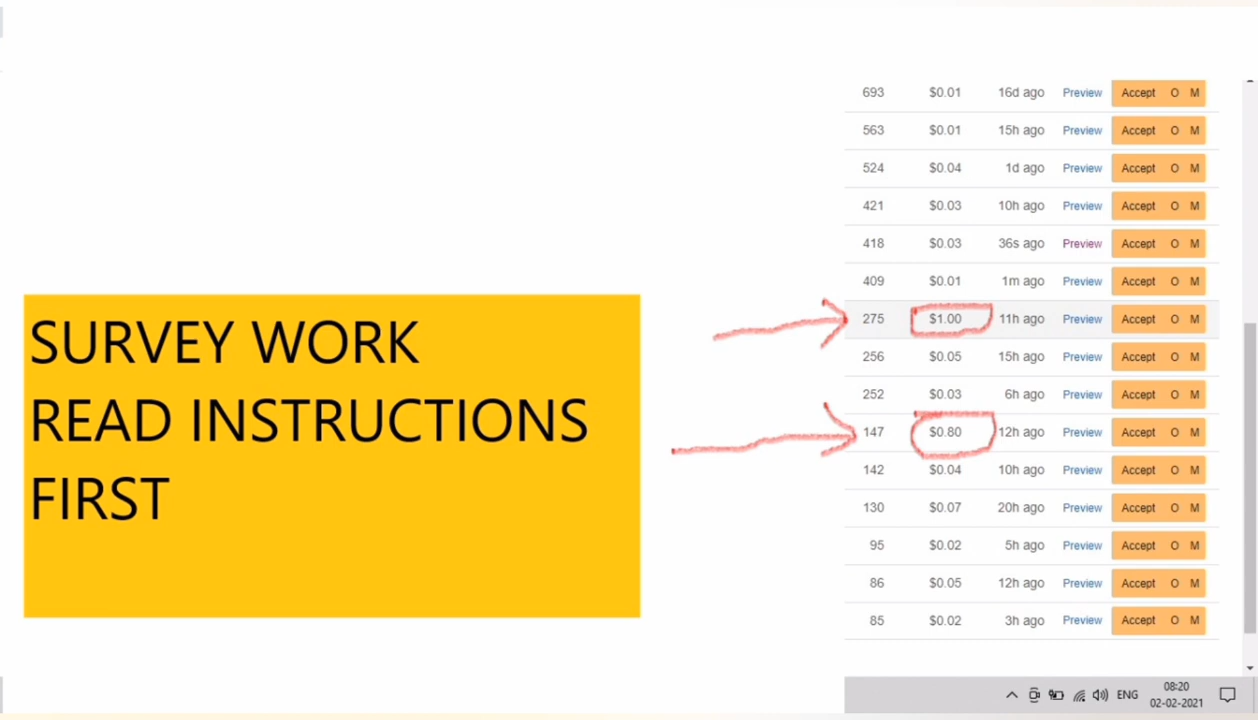 SURVEY WORK
READ INSTRUCTIONS
FIRST
693 $0.01 16d ago Preview Accept O M
563 $0.01 15h ago Preview Accept O M
524 $0.04 1d ago Preview Accept O M
421 $0.03 10h ago Preview Accept O M
418 $0.03 36s ago Preview Accept O M
409 $0.01 1m ago Preview Accept O M
275 $1.00 11h ago Preview Accept O M
256 $0.05 15h ago Preview Accept O M
252 $0.03 6h ago Preview Accept O M
147 $0.80 12h ago Preview Accept O M
142 $0.04 10h ago Preview Accept O M
130 $0.07 20h ago Preview Accept O M
95 $0.02 5h ago Preview Accept O M
86 $0.05 12h ago Preview Accept O M
85 $0.02 3h ago Preview Accept O M
ENG 08:20
02-02-2021